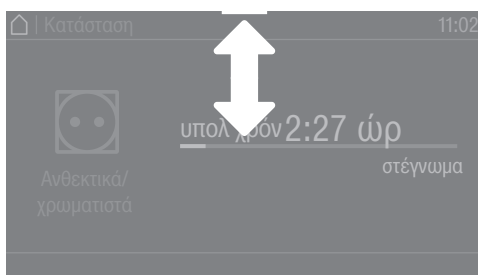 | Κατάσταση 11:02
υπολ χρόν 2:27 ώρ
στέγνωμα
Ανθεκτικά/
χρωματιστά